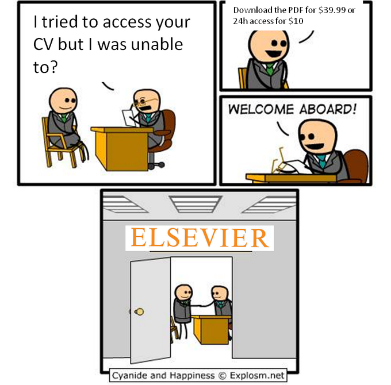 I tried to access your
CV but I was unable
to?
Download the PDF for $39.99 or
24h access for $10
WELCOME ABOARD!
ELSEVIER
Cyanide and Happiness © Explosm.net